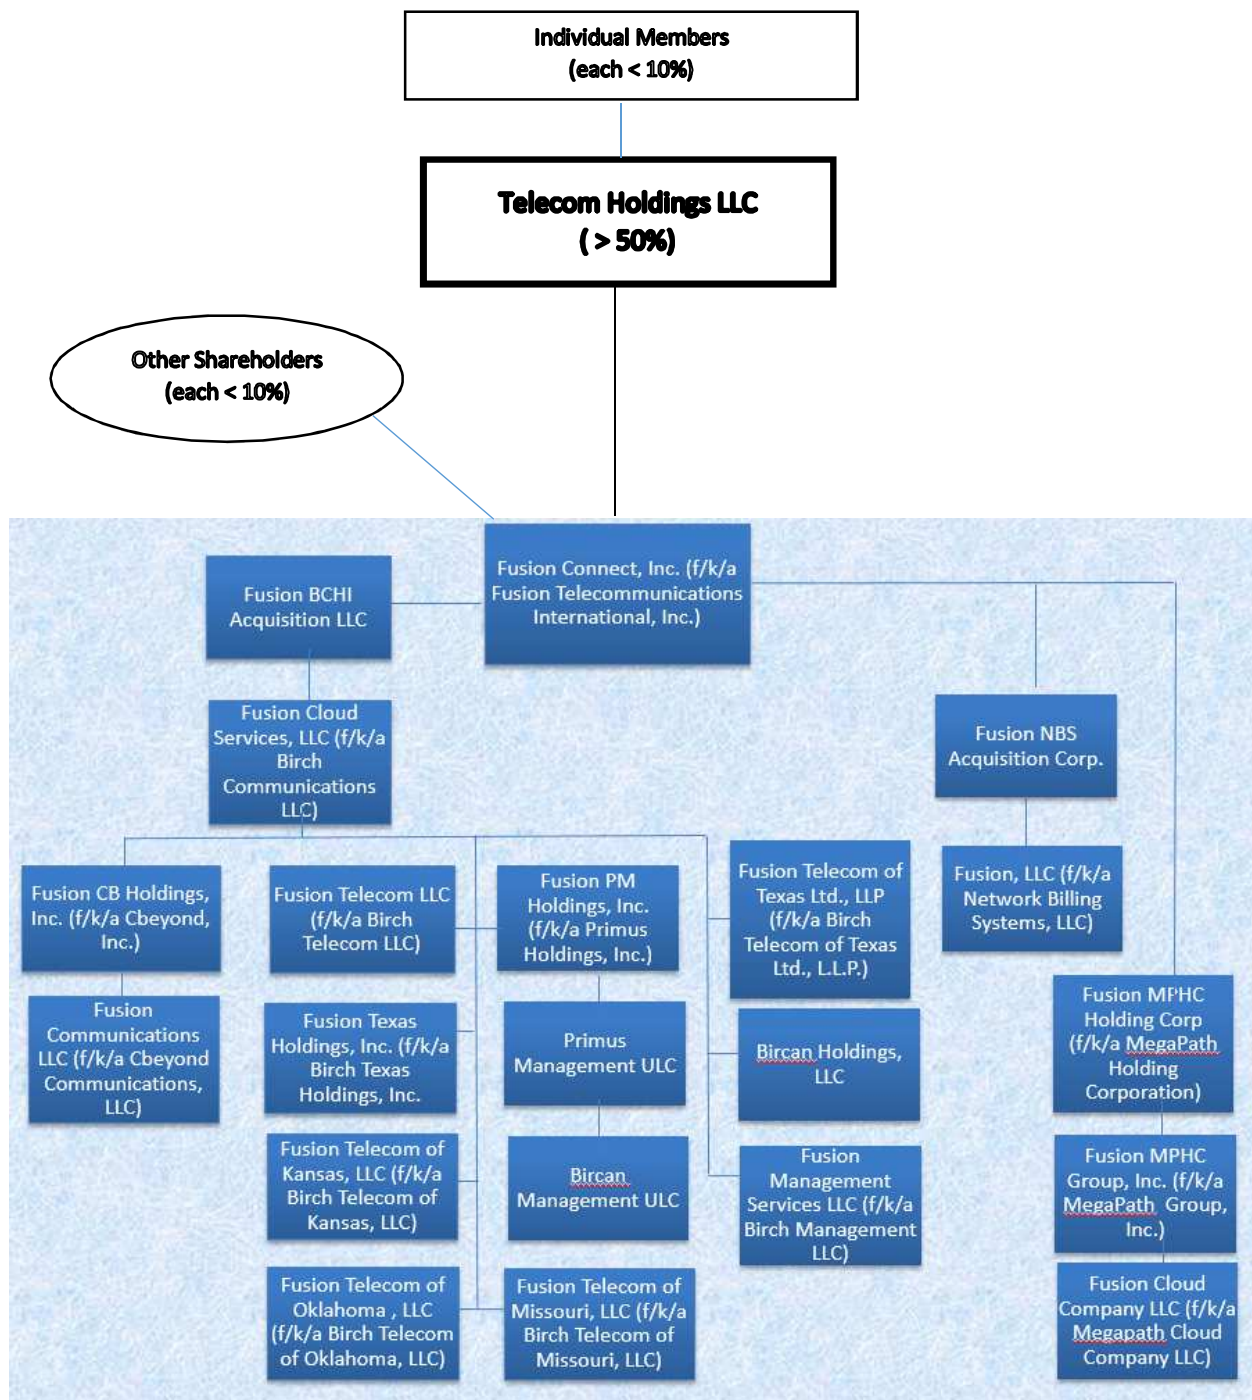 Individual Members
(each < 10%)
Telecom Holdings LLC
( > 50%)
Other Shareholders
(each < 10%)
Fusion Connect, Inc. (f/k/a
Fusion Telecommunications
International, Inc.)
Fusion BCHI
Acquisition LLC
Fusion Cloud
Services, LLC (f/k/a
Birch
Communications
LLC)
Fusion NBS
Acquisition Corp.
Fusion CB Holdings,
Inc. (f/k/a Cbeyond,
Inc.)
Fusion Telecom LLC
(f/k/a Birch
Telecom LLC)
Fusion PM
Holdings, Inc.
(f/k/a Primus
Holdings, Inc.)
Fusion Telecom of
Texas Ltd., LLP
(f/k/a Birch
Telecom of Texas
Ltd., L.L.P.)
Fusion, LLC (f/k/a
Network Billing
Systems, LLC)
Fusion
Communications
LLC (f/k/a Cbeyond
Communications,
LLC)
Fusion Texas
Holdings, Inc. (f/k/a
Birch Texas
Holdings, Inc.
Primus
Management ULC
Bircan Holdings,
LLC
Fusion MPHC
Holding Corp
(f/k/a MegaPath
Holding
Corporation)
Fusion Telecom of
Kansas, LLC (f/k/a
Birch Telecom of
Kansas, LLC)
Bircan
Management ULC
Fusion
Management
Services LLC (f/k/a
Birch Management
LLC)
Fusion MPHC
Group, Inc. (f/k/a
MegaPath Group,
Inc.)
Fusion Telecom of
Oklahoma , LLC
(f/k/a Birch Telecom
of Oklahoma, LLC)
Fusion Telecom of
Missouri, LLC (f/k/a
Birch Telecom of
Missouri, LLC)
Fusion Cloud
Company LLC (f/k/a
Megapath Cloud
Company LLC)